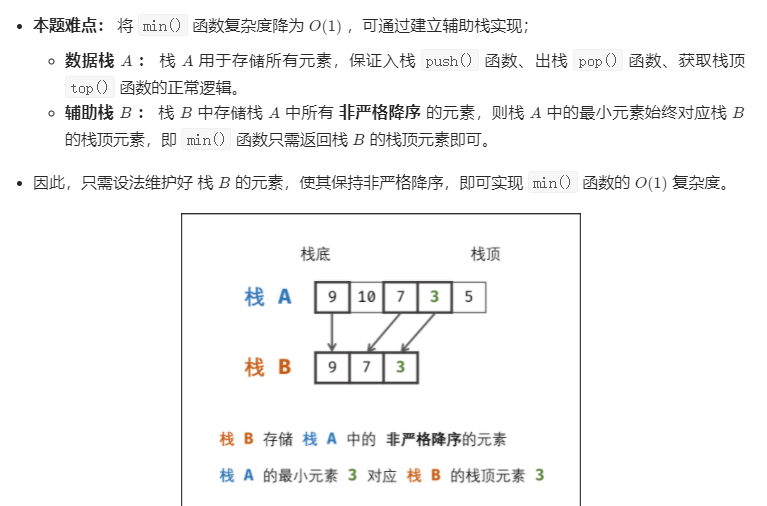 本题难点： 将 min() 函数复杂度降为 O(1) ，可通过建立辅助栈实现；
数据栈 A ： 栈 A 用于存储所有元素，保证入栈 push() 函数、出栈 pop() 函数、获取栈顶
top() 函数的正常逻辑。
辅助栈 B ： 栈 B 中存储栈 A 中所有 非严格降序 的元素，则栈 A 中的最小元素始终对应栈 B
的栈顶元素，即 min() 函数只需返回栈 B 的栈顶元素即可。
因此，只需设法维护好 栈 B 的元素，使其保持非严格降序，即可实现 min() 函数的 O(1) 复杂度。
栈底 栈顶
栈 A 9 10 7 3 5
栈 B 9 7 3
栈 B 存储 栈 A 中的 非严格降序的元素
栈 A 的最小元素 3 对应 栈 B 的栈顶元素 3